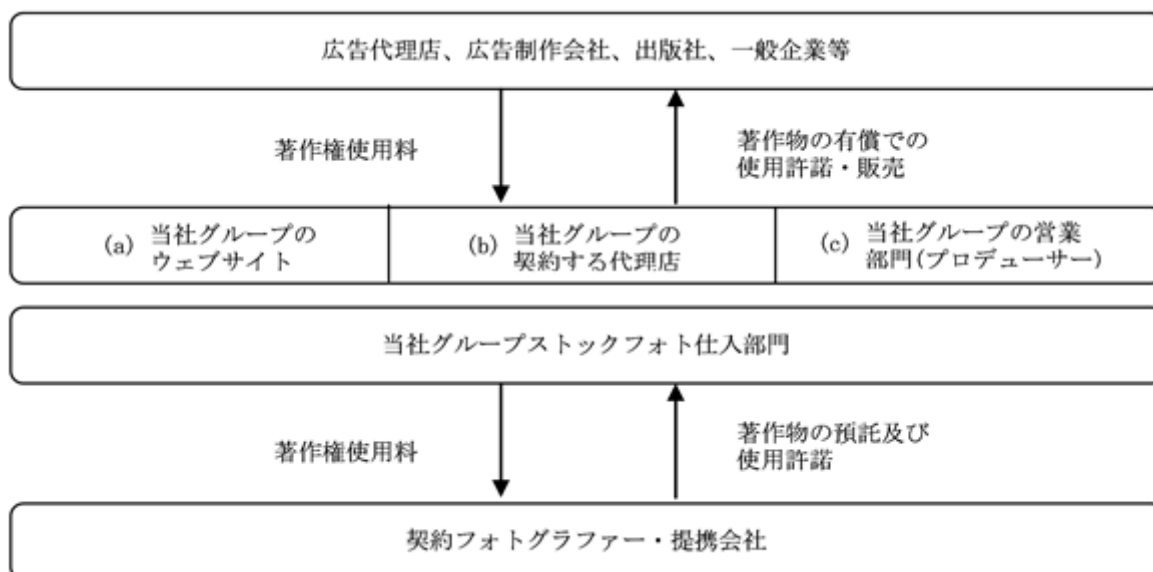 広告代理店、広告制作会社、出版社、一般企業等
著作権使用料
著作物の有償での
使用許諾・販売
(a) 当社グループの
ウェブサイト
(b) 当社グループの
契約する代理店
(c) 当社グループの営業
部門(プロデューサー)
当社グループストックフォト仕入部門
著作権使用料
著作物の預託及び
使用許諾
契約フォトグラファー・提携会社